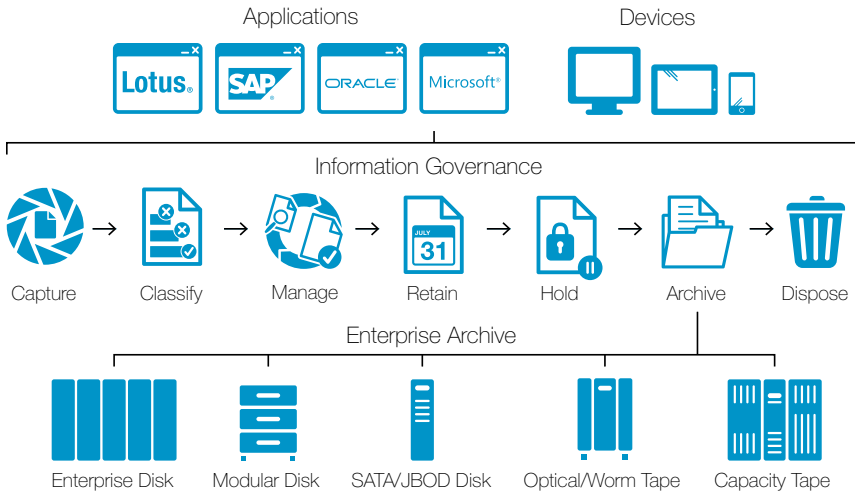 Applications
Devices
Lotus®
SAP®
ORACLE®
Microsoft®
Information Governance
JULY
31
Capture
Classify
Manage
Retain
Hold
Archive
Dispose
Enterprise Archive
Enterprise Disk
Modular Disk
SATA/JBOD Disk
Optical/Worm Tape
Capacity Tape